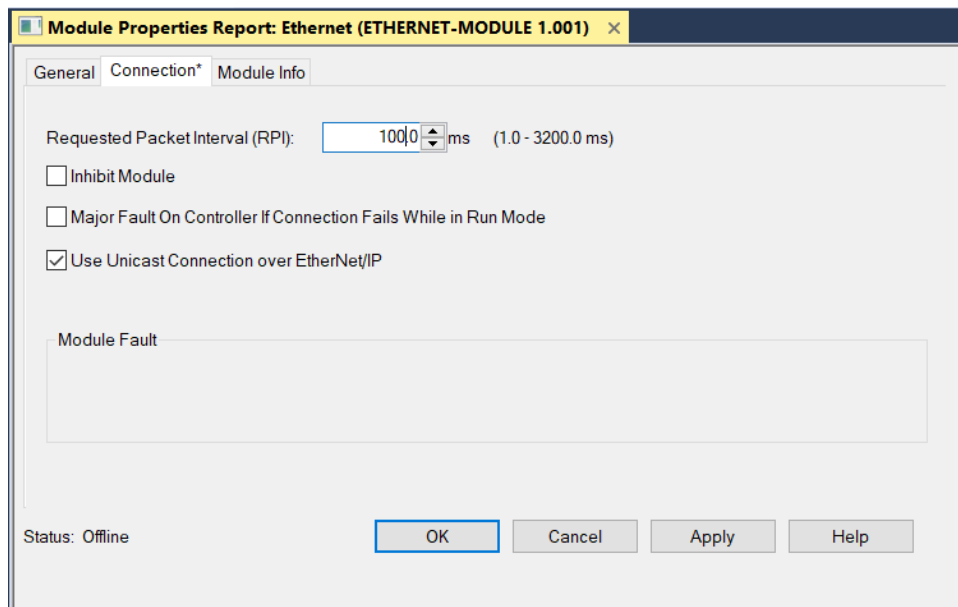 Module Properties Report: Ethernet (ETHERNET-MODULE 1.001) ×
General Connection* Module Info
Requested Packet Interval (RPI): 100.0 ms (1.0 - 3200.0 ms)
Inhibit Module
Major Fault On Controller If Connection Fails While in Run Mode
Use Unicast Connection over EtherNet/IP
Module Fault
Status: Offline OK Cancel Apply Help